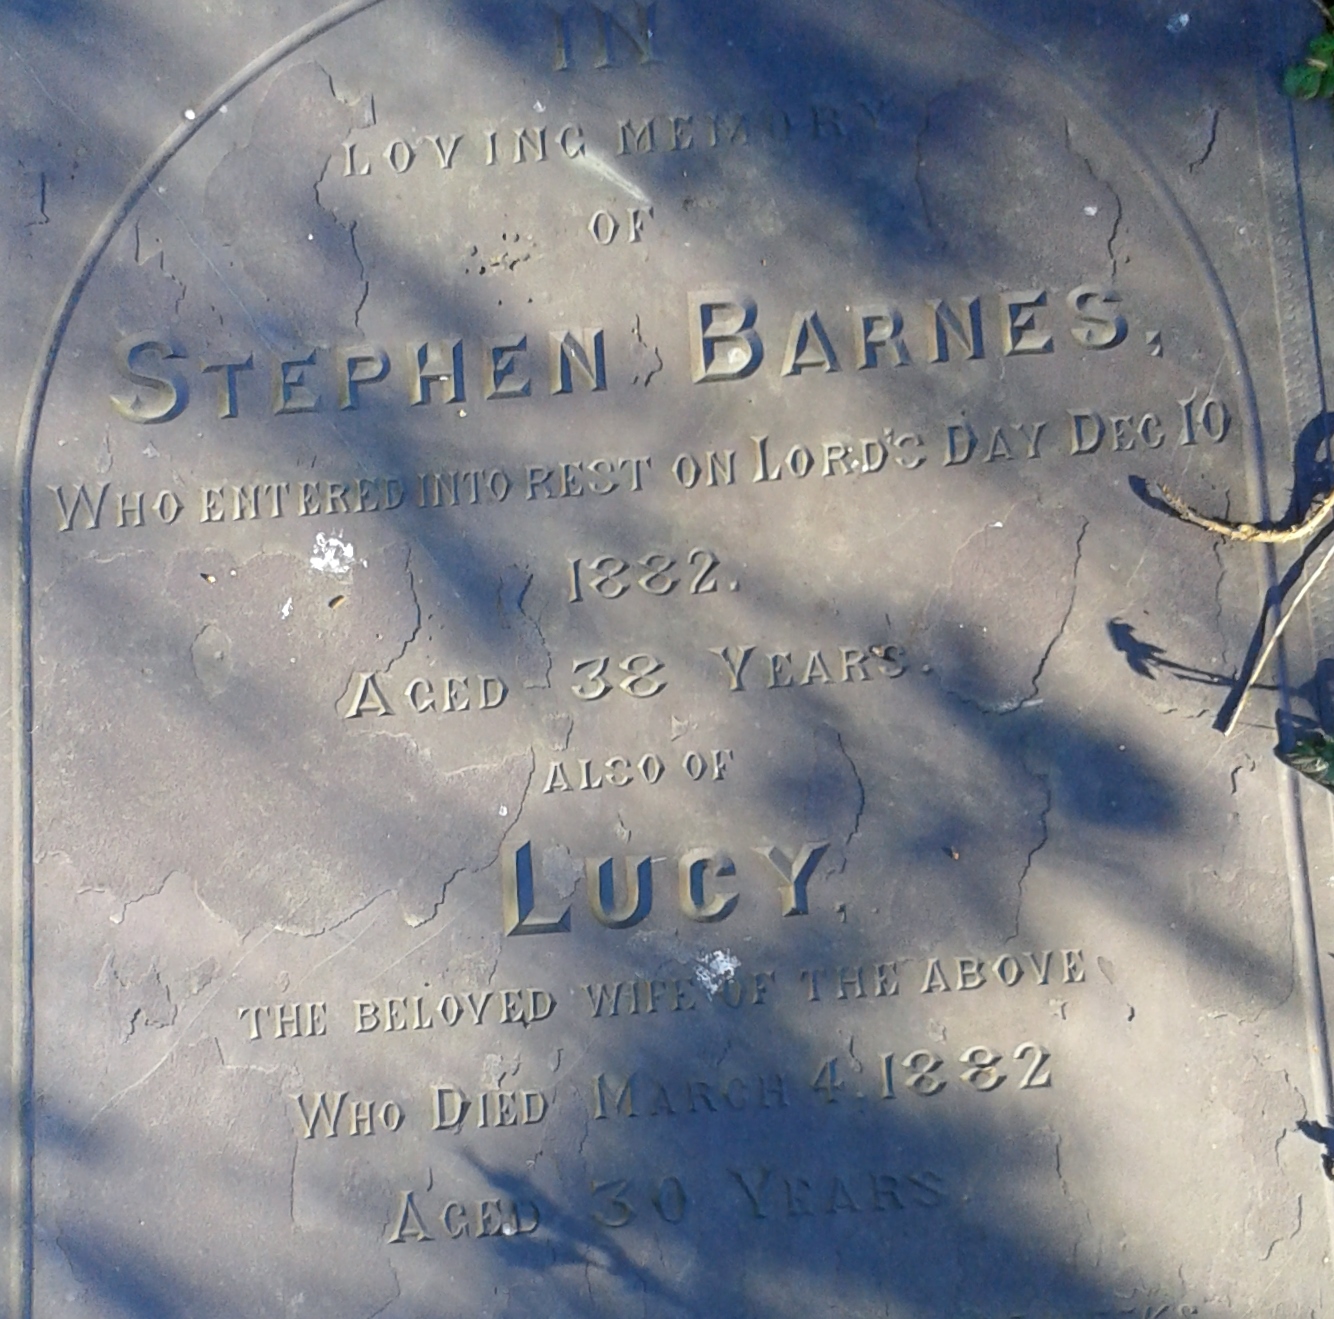 IN
LOVING MEMORY
OF
STEPHEN BARNES,
WHO ENTERED INTO REST ON LORD'S DAY DEC 10
1882.
AGED 38 YEARS.
ALSO OF
LUCY,
THE BELOVED WIFE OF THE ABOVE
WHO DIED MARCH 4. 1882
AGED 30 YEARS.